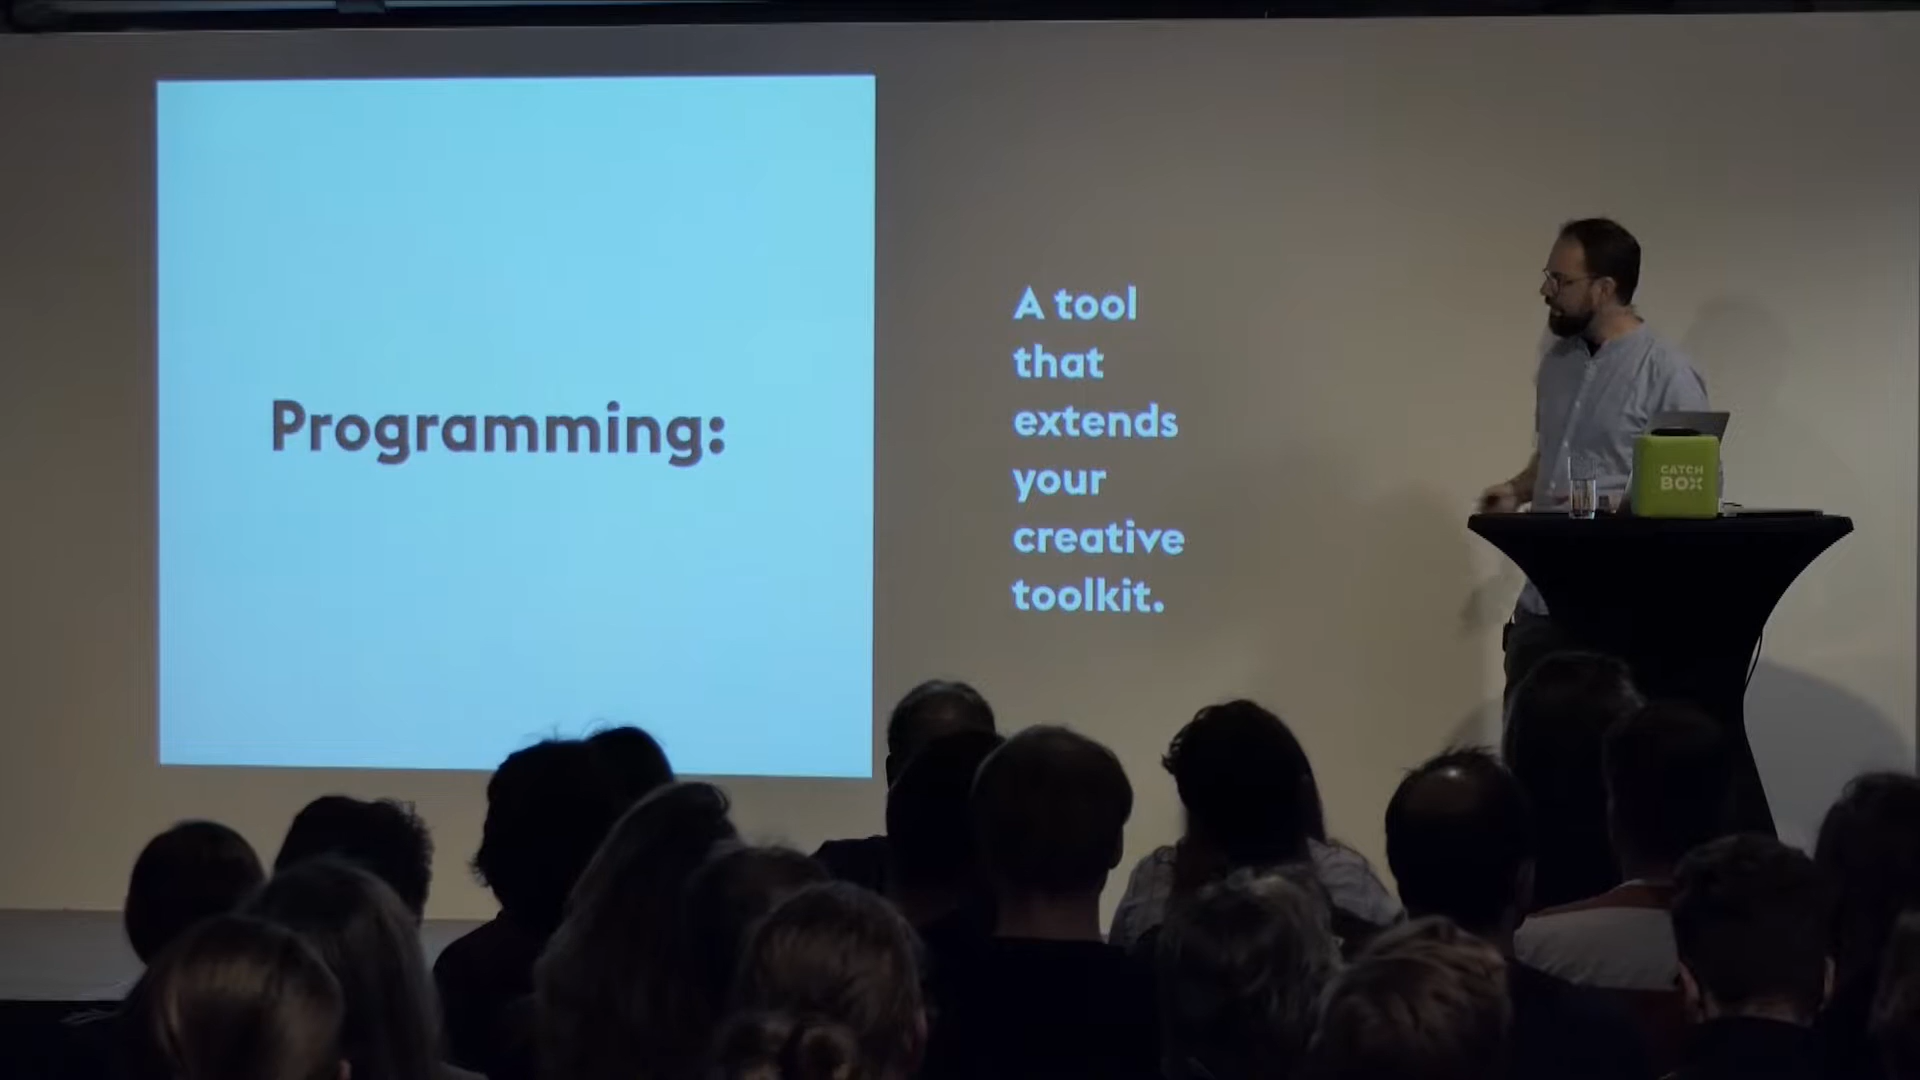 Programming:
A tool
that
extends
your
creative
toolkit.
CATCH
BOX